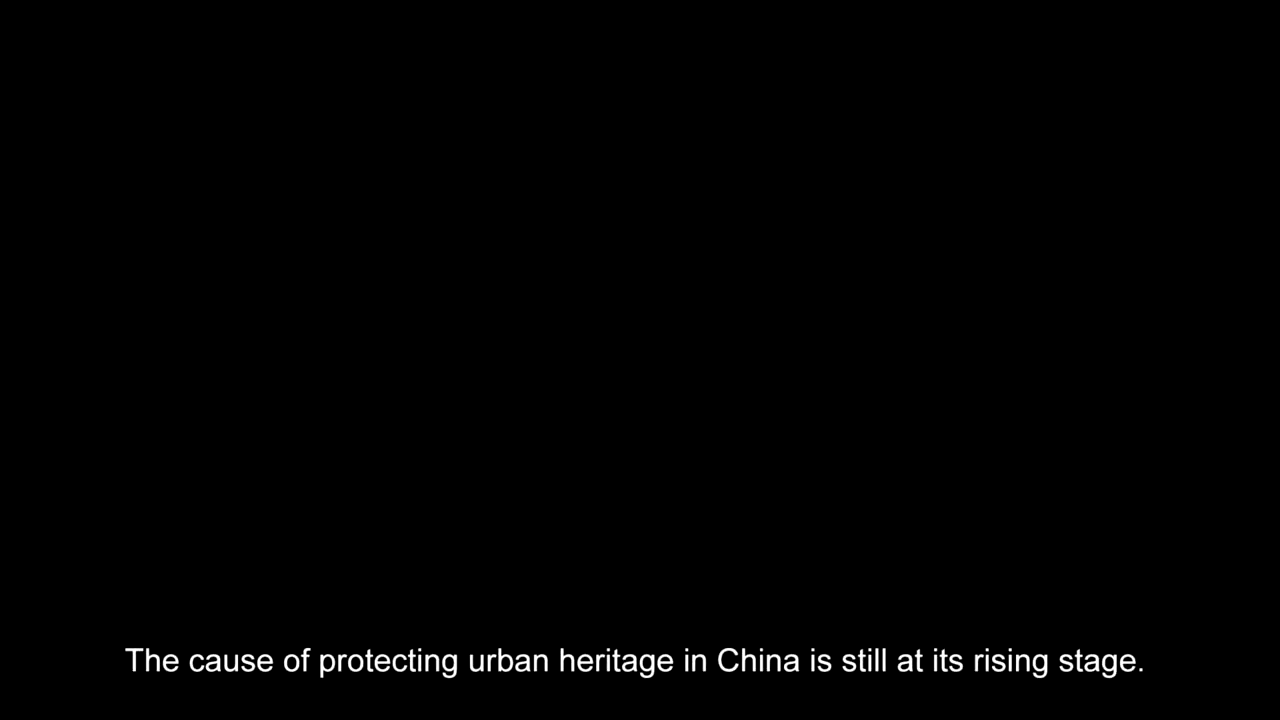 The cause of protecting urban heritage in China is still at its rising stage.